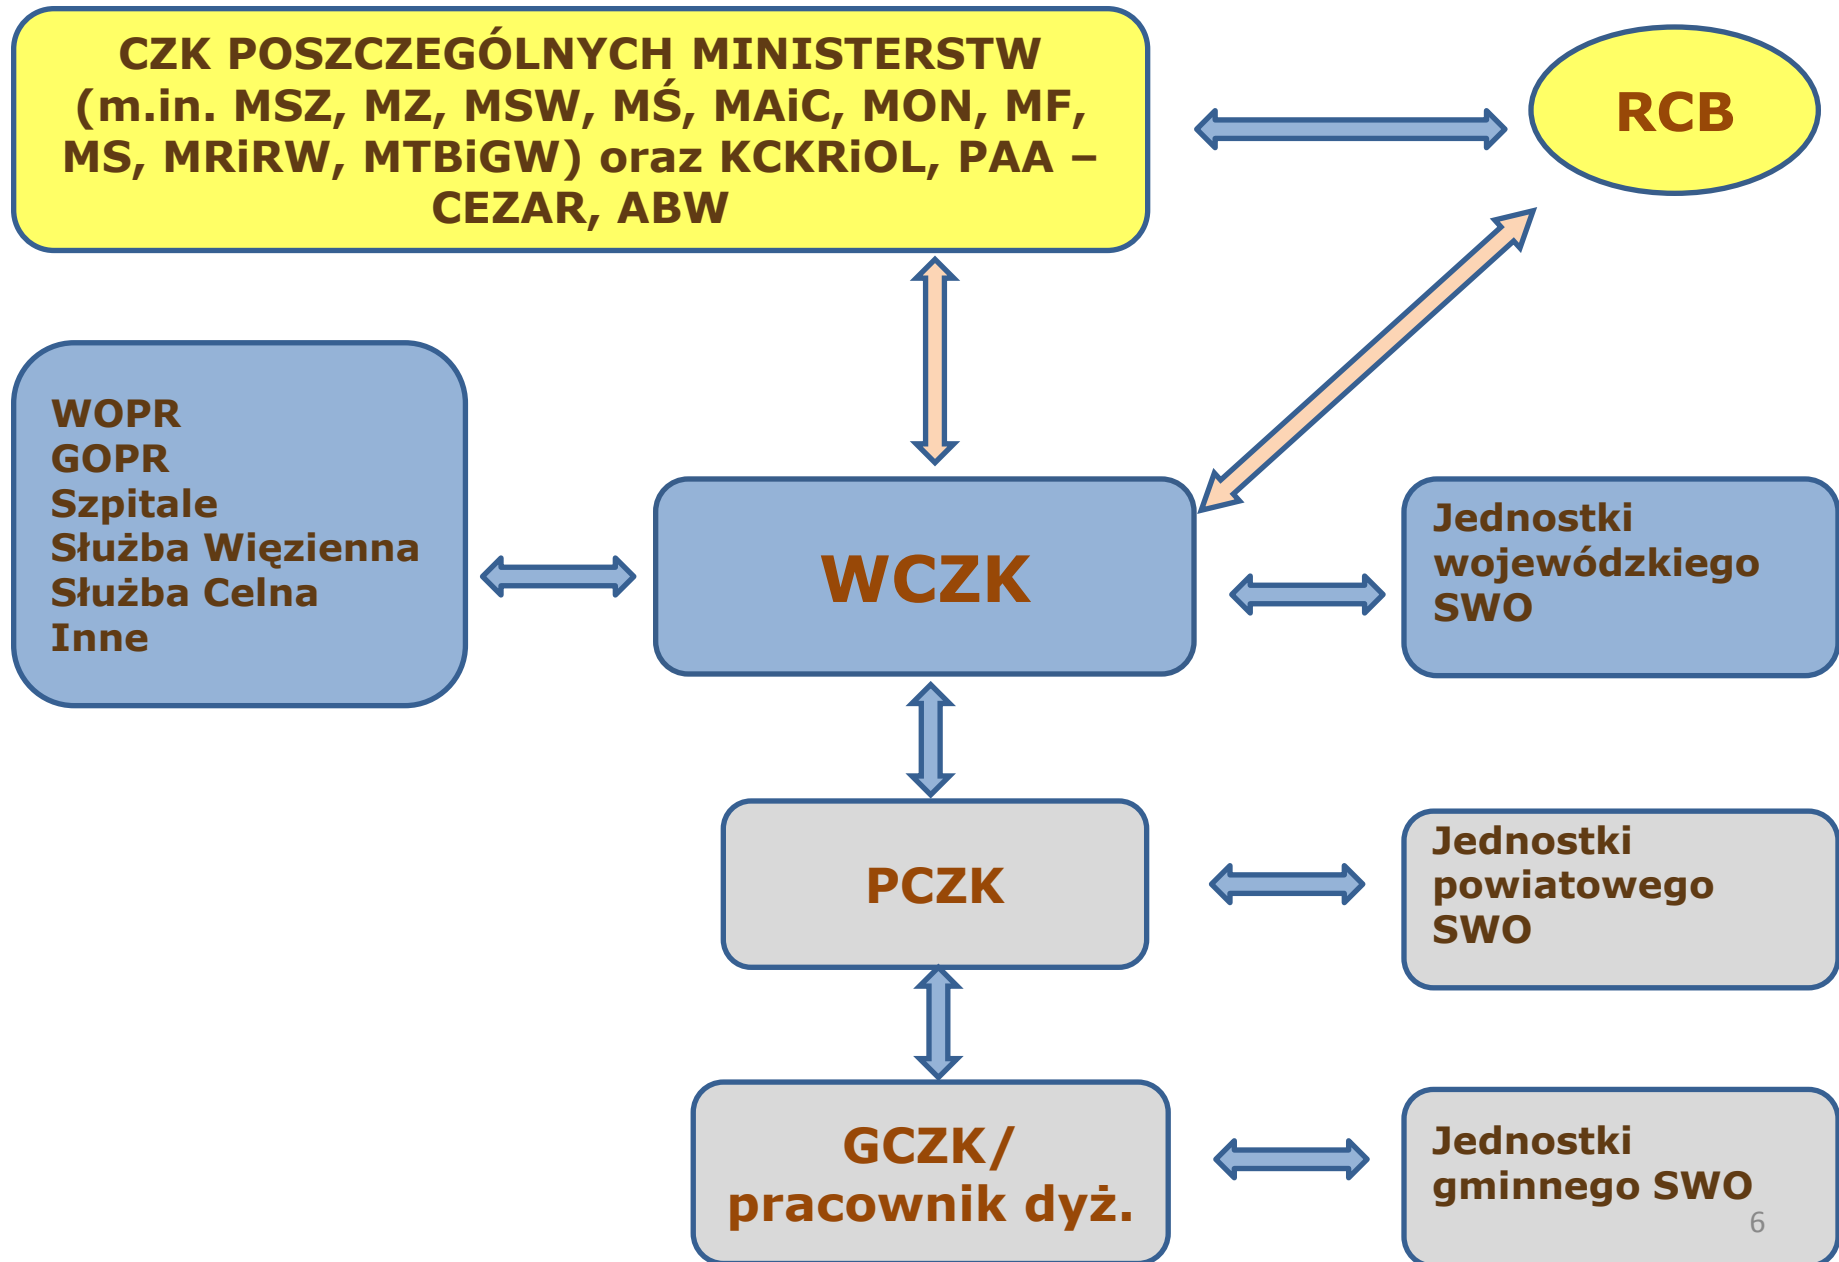 CZK POSZCZEGÓLNYCH MINISTERSTW
(m.in. MSZ, MZ, MSW, MŚ, MAiC, MON, MF,
MS, MRiRW, MTBiGW) oraz KCKRiOL, PAA –
CEZAR, ABW
RCB
WOPR
GOPR
Szpitale
Służba Więzienna
Służba Celna
Inne
WCZK
Jednostki
wojewódzkiego
SWO
PCZK
Jednostki
powiatowego
SWO
GCZK/
pracownik dyż.
Jednostki
gminnego SWO
6